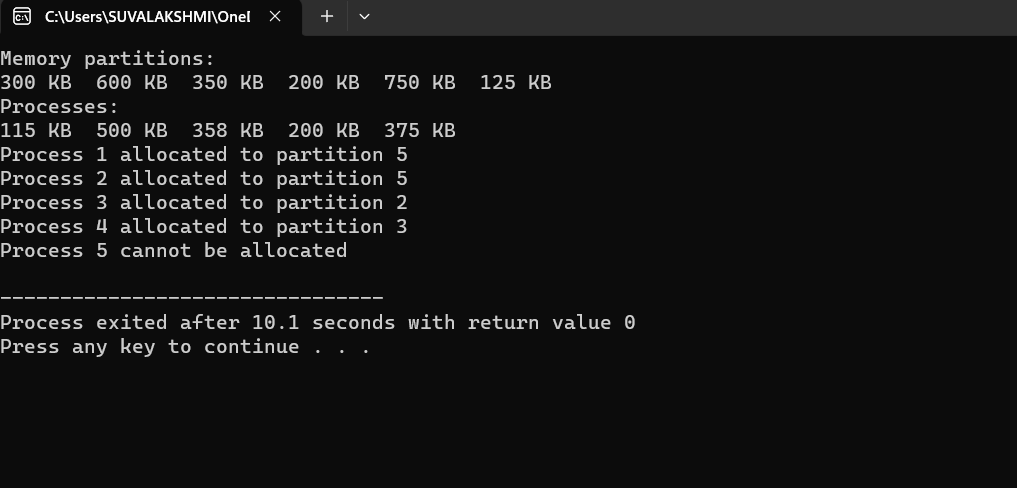 C:\Users\SUVALAKSHMI\OneI
Memory partitions:
300 KB  600 KB  350 KB  200 KB  750 KB  125 KB
Processes:
115 KB  500 KB  358 KB  200 KB  375 KB
Process 1 allocated to partition 5
Process 2 allocated to partition 5
Process 3 allocated to partition 2
Process 4 allocated to partition 3
Process 5 cannot be allocated
--------------------------------
Process exited after 10.1 seconds with return value 0
Press any key to continue . . .